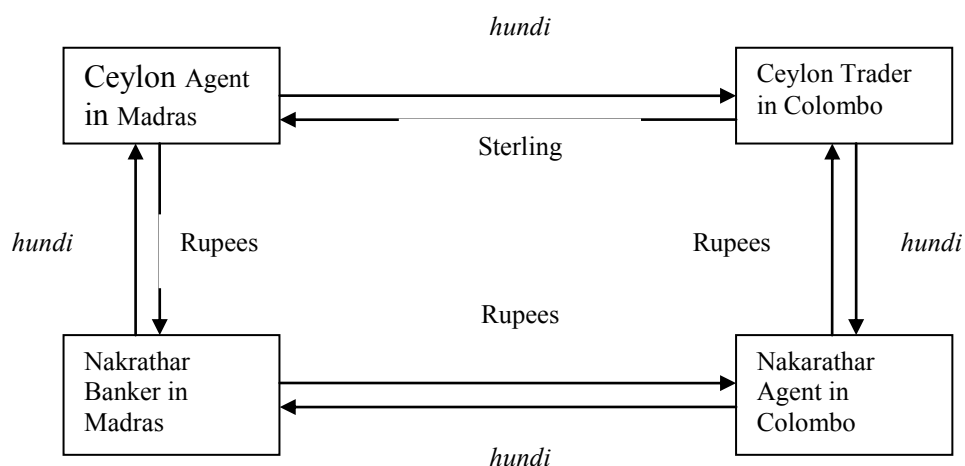 hundi
Ceylon Agent
in Madras
Ceylon Trader
in Colombo
Sterling
hundi
Rupees
Rupees
hundi
Rupees
Nakrathar
Banker in
Madras
Nakarathar
Agent in
Colombo
hundi